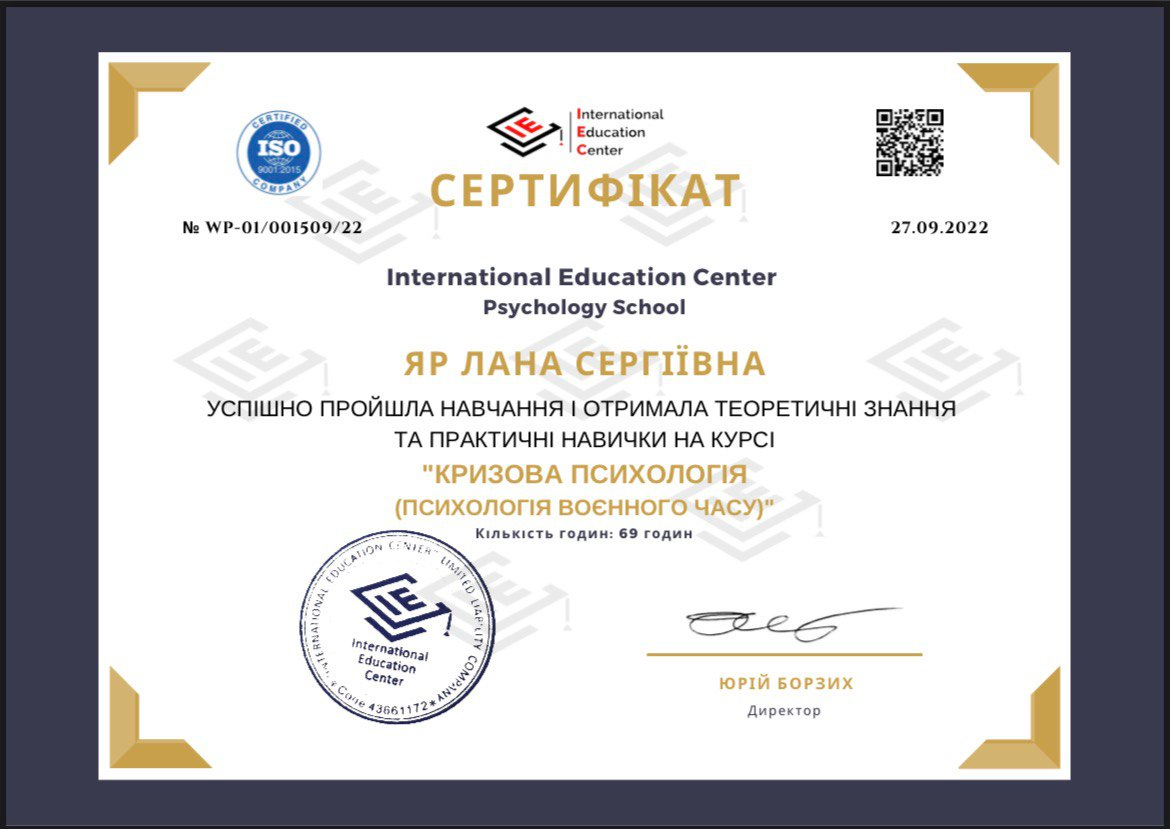 CERTIFIED
ISO
9001:2015
COMPANY
International
Education
Center
СЕРТИФІКАТ
№ WP-01/001509/22
27.09.2022
International Education Center
Psychology School
ЯР ЛАНА СЕРГІЇВНА
УСПІШНО ПРОЙШЛА НАВЧАННЯ І ОТРИМАЛА ТЕОРЕТИЧНІ ЗНАННЯ
ТА ПРАКТИЧНІ НАВИЧКИ НА КУРСІ
"КРИЗОВА ПСИХОЛОГІЯ
(ПСИХОЛОГІЯ ВОЄННОГО ЧАСУ)"
Кількість годин: 69 годин
"INTERNATIONAL EDUCATION CENTER" LIMITED LIABILITY COMPANY
International
Education
Center
* Code 43661172 *
ЮРІЙ БОРЗИХ
Директор